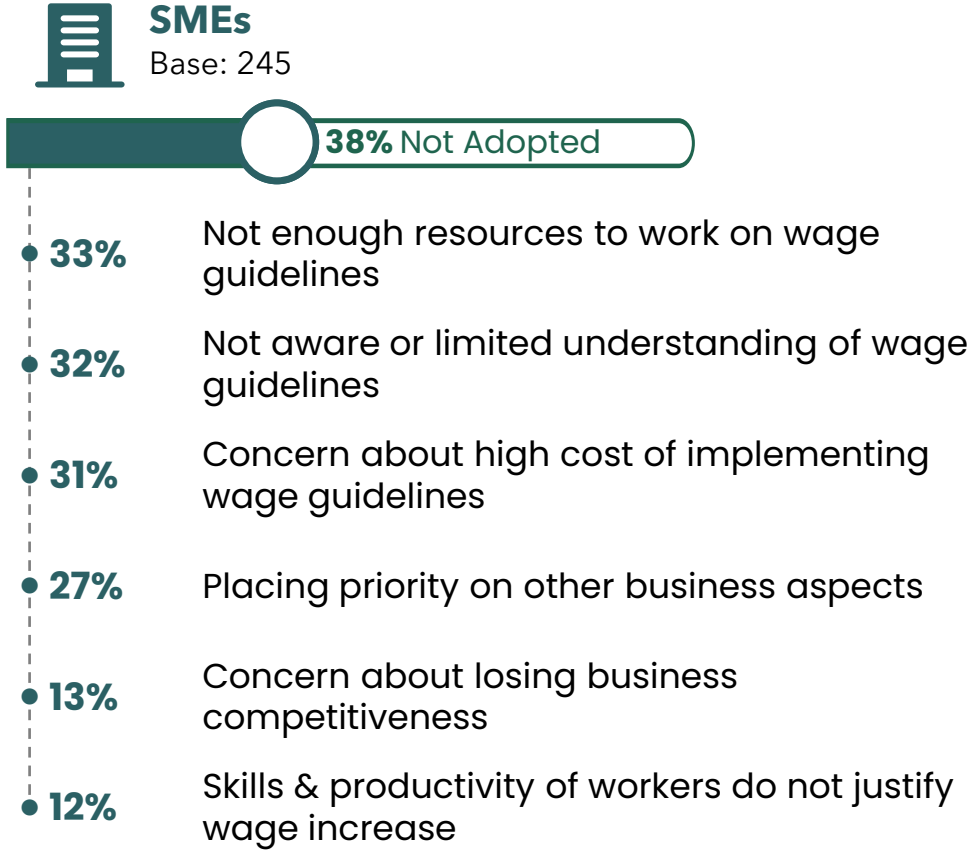 SMEs
Base: 245
38% Not Adopted
33%
Not enough resources to work on wage
guidelines
32%
Not aware or limited understanding of wage
guidelines
31%
Concern about high cost of implementing
wage guidelines
27%
Placing priority on other business aspects
13%
Concern about losing business
competitiveness
12%
Skills & productivity of workers do not justify
wage increase